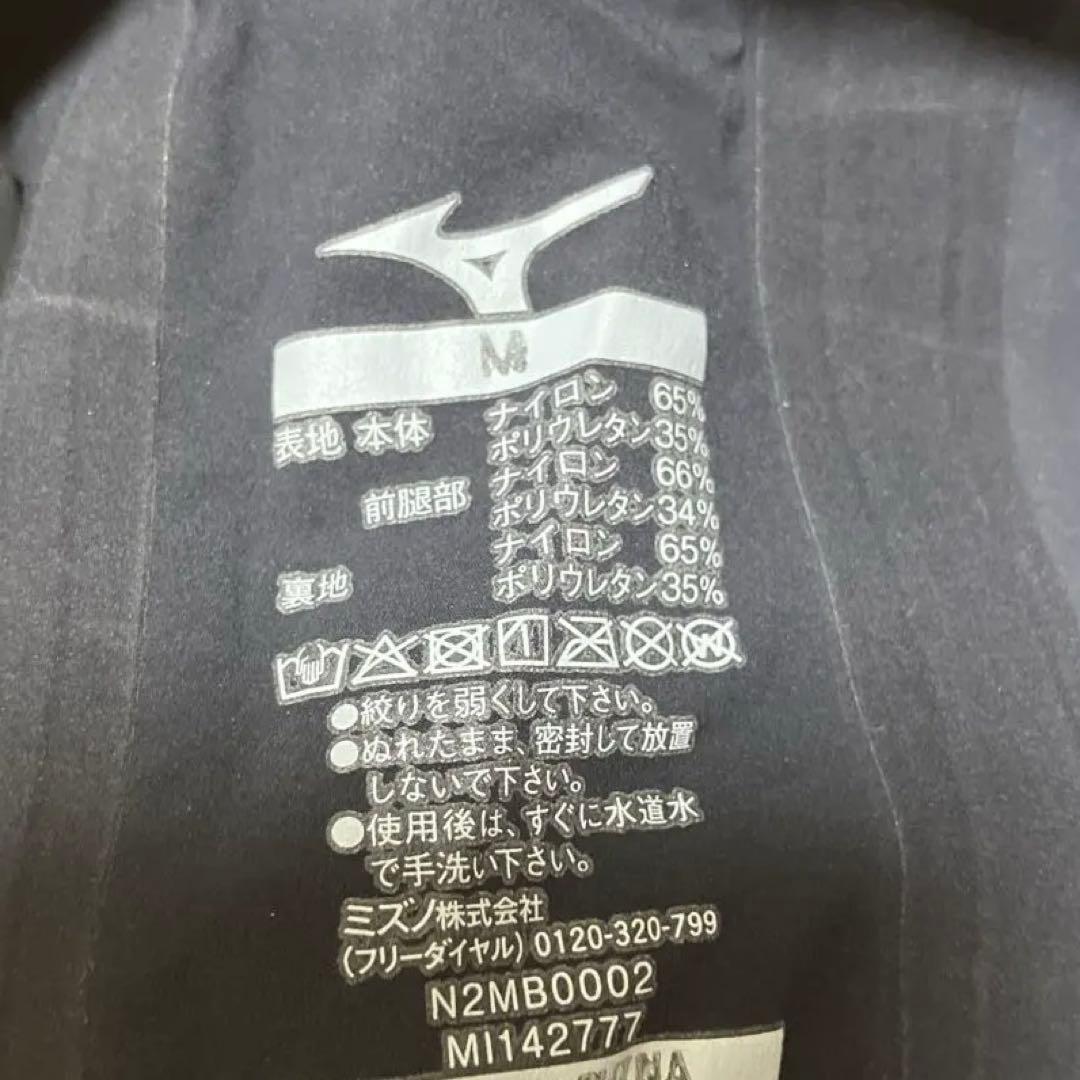 M
表地 本体 ナイロン 65%
ポリウレタン35%
前腿部 ナイロン 66%
ポリウレタン34%
裏地 ナイロン 65%
ポリウレタン35%
●絞りを弱くして下さい。
●ぬれたまま、密封して放置
しないで下さい。
●使用後は、すぐに水道水
で手洗い下さい。
ミズノ株式会社
(フリーダイヤル) 0120-320-799
N2MB0002
MI142777